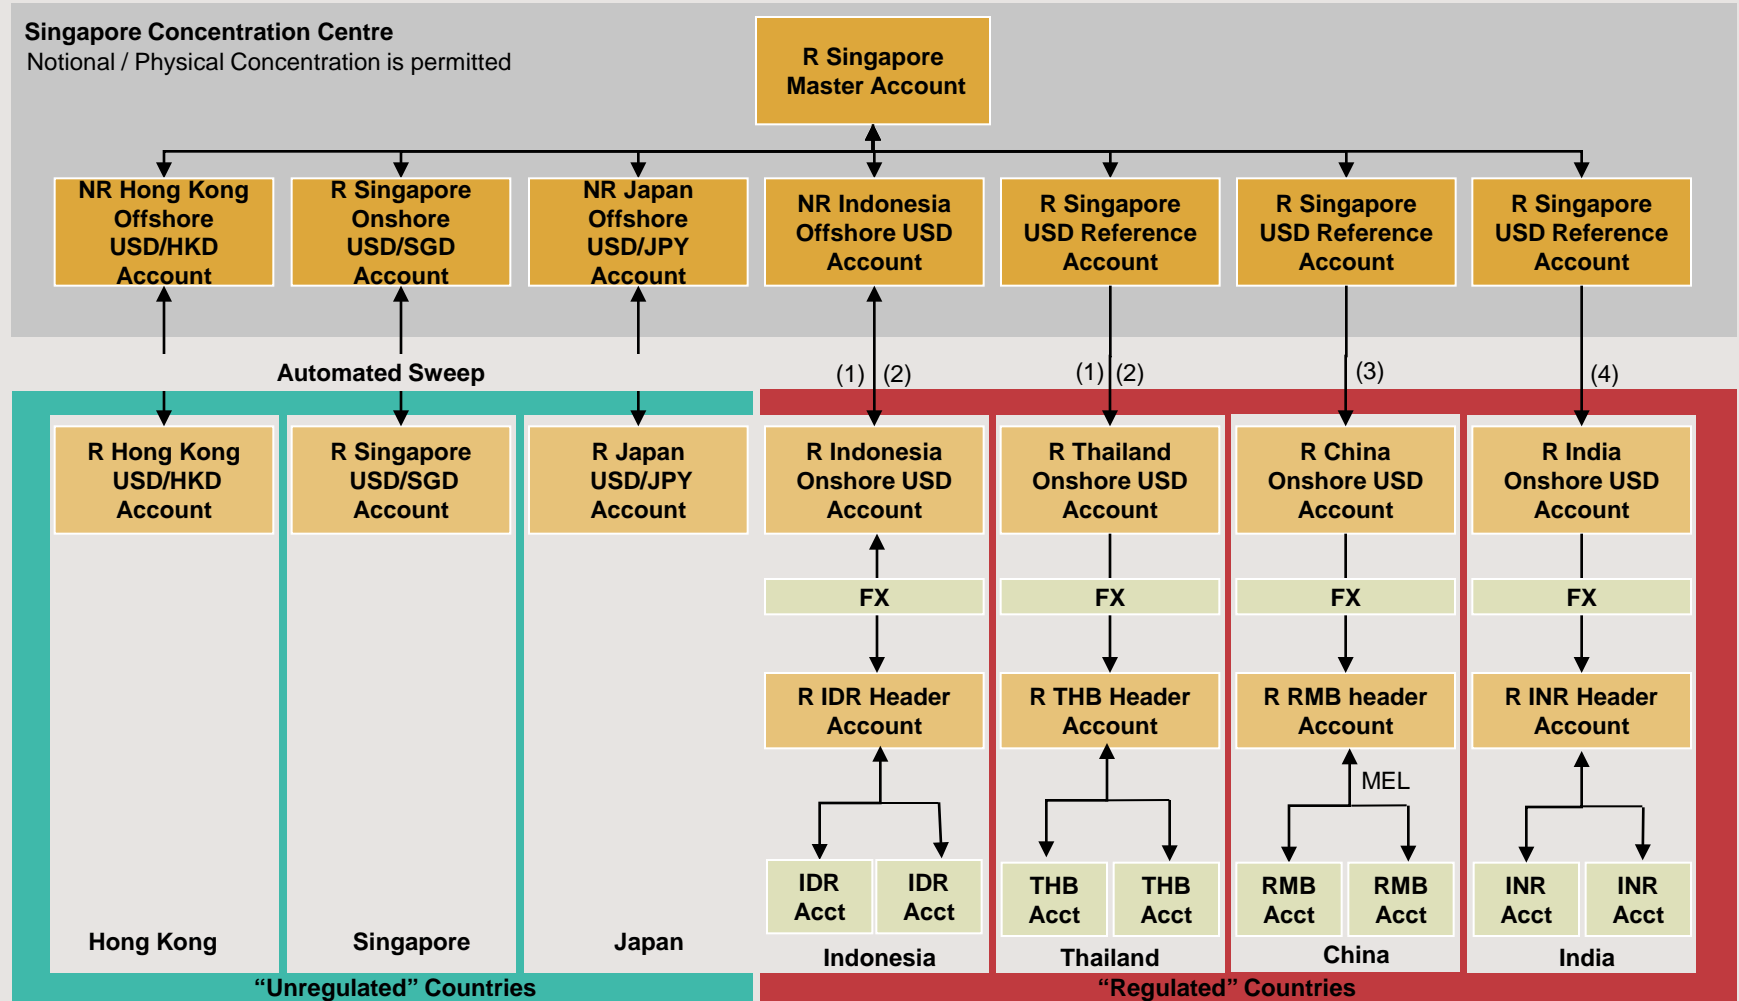 Singapore Concentration Centre
Notional / Physical Concentration is permitted
R Singapore
Master Account
NR Hong Kong
Offshore
USD/HKD
Account
R Singapore
Onshore
USD/SGD
Account
NR Japan
Offshore
USD/JPY
Account
NR Indonesia
Offshore USD
Account
R Singapore
USD Reference
Account
R Singapore
USD Reference
Account
R Singapore
USD Reference
Account
Automated Sweep
(1) (2)
(1) (2)
(3)
(4)
R Hong Kong
USD/HKD
Account
R Singapore
USD/SGD
Account
R Japan
USD/JPY
Account
R Indonesia
Onshore USD
Account
R Thailand
Onshore USD
Account
R China
Onshore USD
Account
R India
Onshore USD
Account
FX
FX
FX
FX
R IDR Header
Account
R THB Header
Account
R RMB header
Account
R INR Header
Account
MEL
IDR
Acct
IDR
Acct
THB
Acct
THB
Acct
RMB
Acct
RMB
Acct
INR
Acct
INR
Acct
Hong Kong
Singapore
Japan
Indonesia
Thailand
China
India
“Unregulated” Countries
“Regulated” Countries